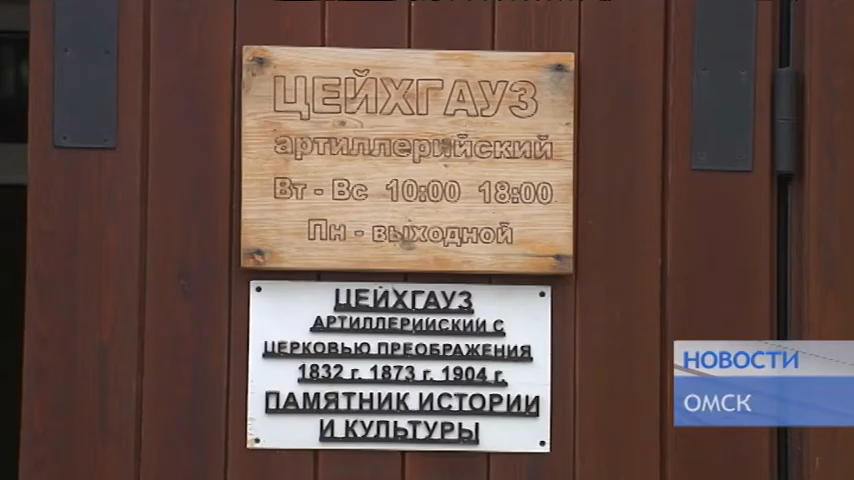 ЦЕЙХГАУЗ
артиллерийский
Вт - Вс 10:00 18:00
Пн - выходной
ЦЕЙХГАУЗ
АРТИЛЛЕРИЙСКИЙ С
ЦЕРКОВЬЮ ПРЕОБРАЖЕНИЯ
1832 г. 1873 г. 1904 г.
ПАМЯТНИК ИСТОРИИ
И КУЛЬТУРЫ
НОВОСТИ
ОМСК